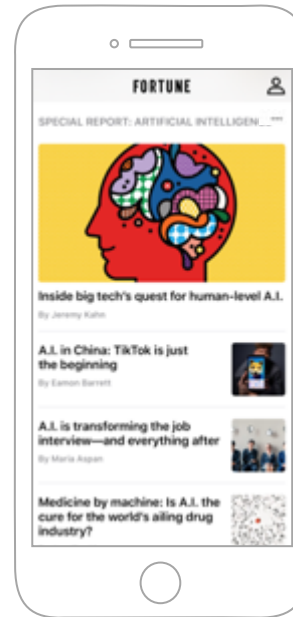 FORTUNE
SPECIAL REPORT: ARTIFICIAL INTELLIGEN...
Inside big tech's quest for human-level A.I.
By Jeremy Kahn
A.I. in China: TikTok is just
the beginning
By Eamon Barrett
A.I. is transforming the job
interview—and everything after
By Maria Aspan
Medicine by machine: Is A.I. the
cure for the world's ailing drug
industry?